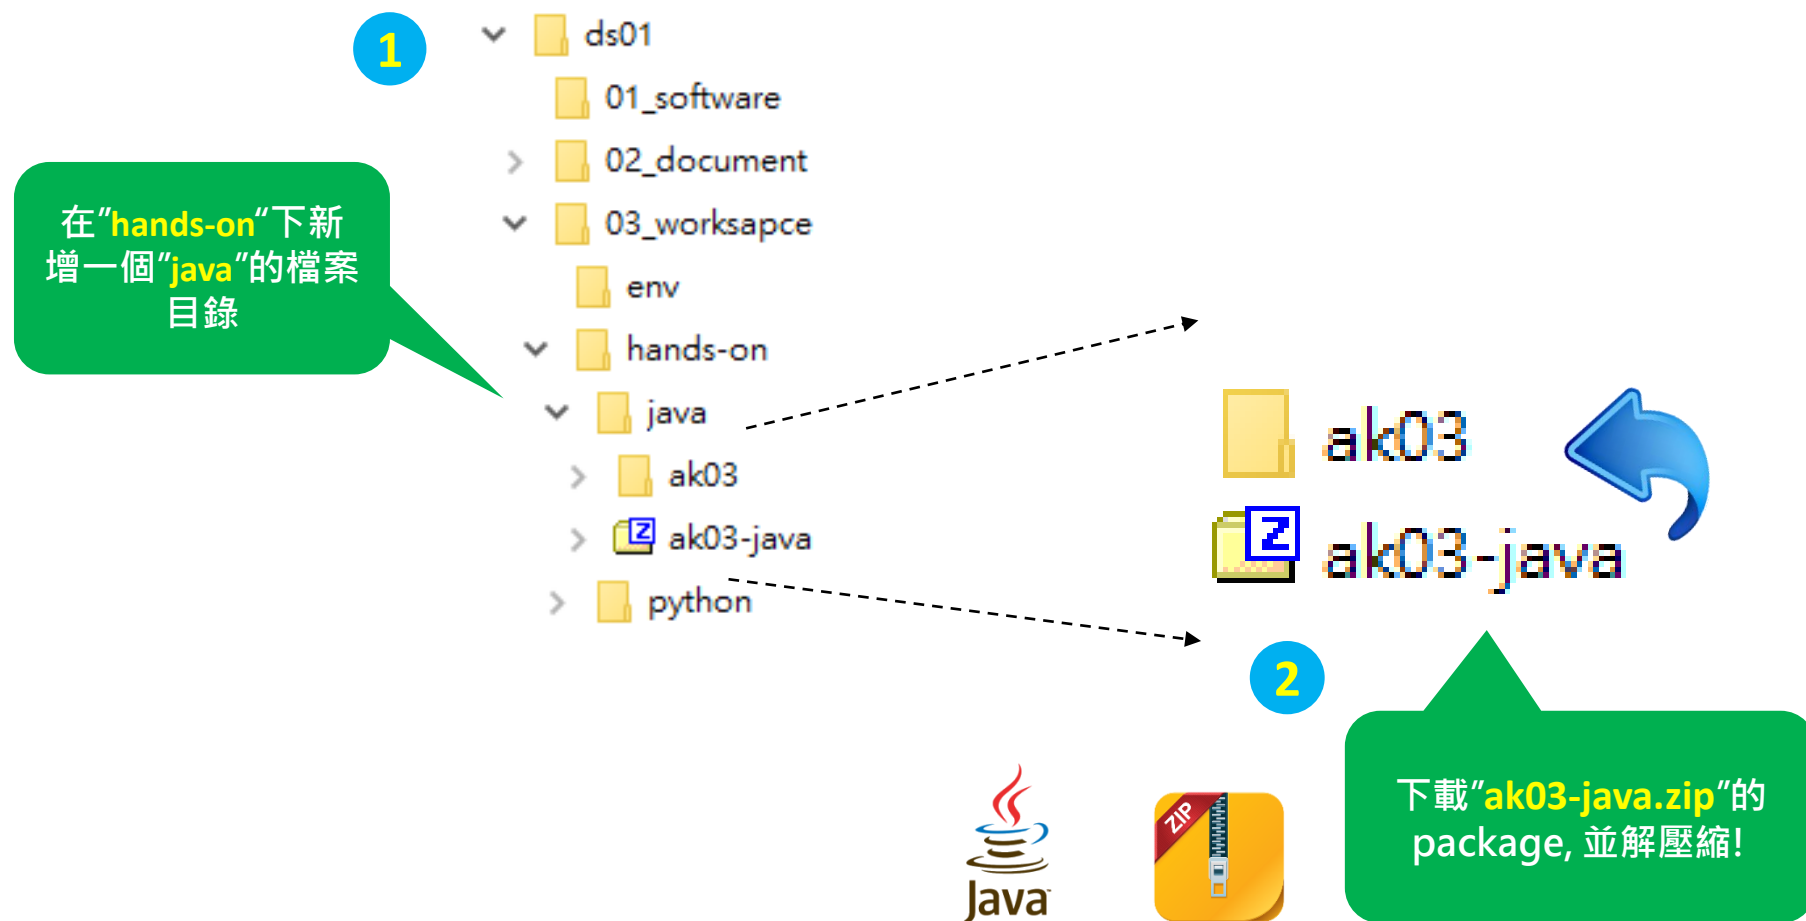 1
ds01
01_software
02_document
03_worksapce
env
hands-on
java
ak03
ak03-java
python
在"hands-on"下新
增一個"java"的檔案
目錄
ak03
Z ak03-java
2
下載"ak03-java.zip"的
package, 並解壓縮!
Java
ZIP